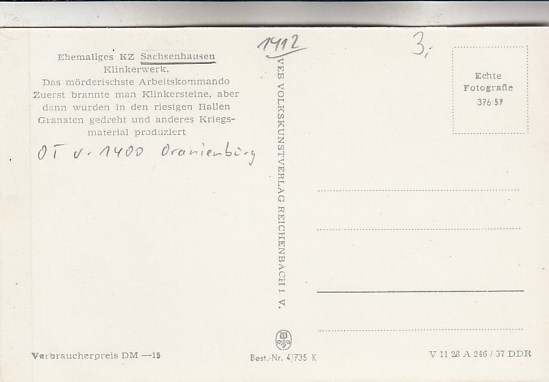 1412
3,-
Ehemaliges KZ Sachsenhausen
Klinkerwerk.
Das mörderischste Arbeitskommando
Zuerst brannte man Klinkersteine, aber
dann wurden in den riesigen Hallen
Granaten gedreht und anderes Kriegs-
material produziert
OT v. 1400 Oranienburg
VEB VOLKSKUNSTVERLAG REICHENBACH I. V.
Echte
Fotografie
376 57
Verbraucherpreis DM —15
Best.-Nr. 4/735 K
V 11 28 A 246 / 57 DDR